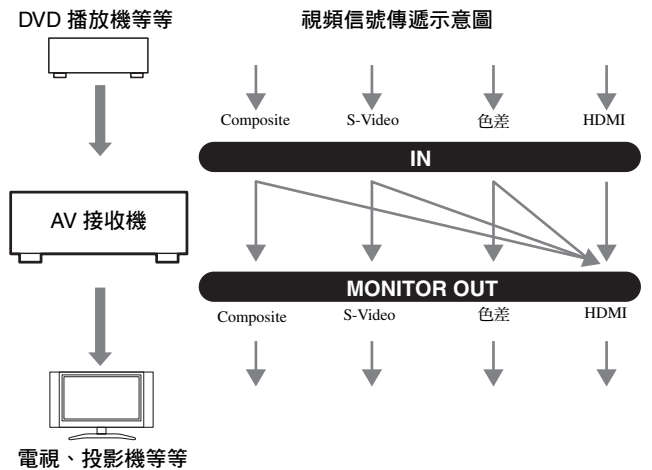 DVD 播放機等等
視頻信號傳遞示意圖
Composite S-Video 色差 HDMI
IN
AV 接收機
MONITOR OUT
Composite S-Video 色差 HDMI
電視、投影機等等